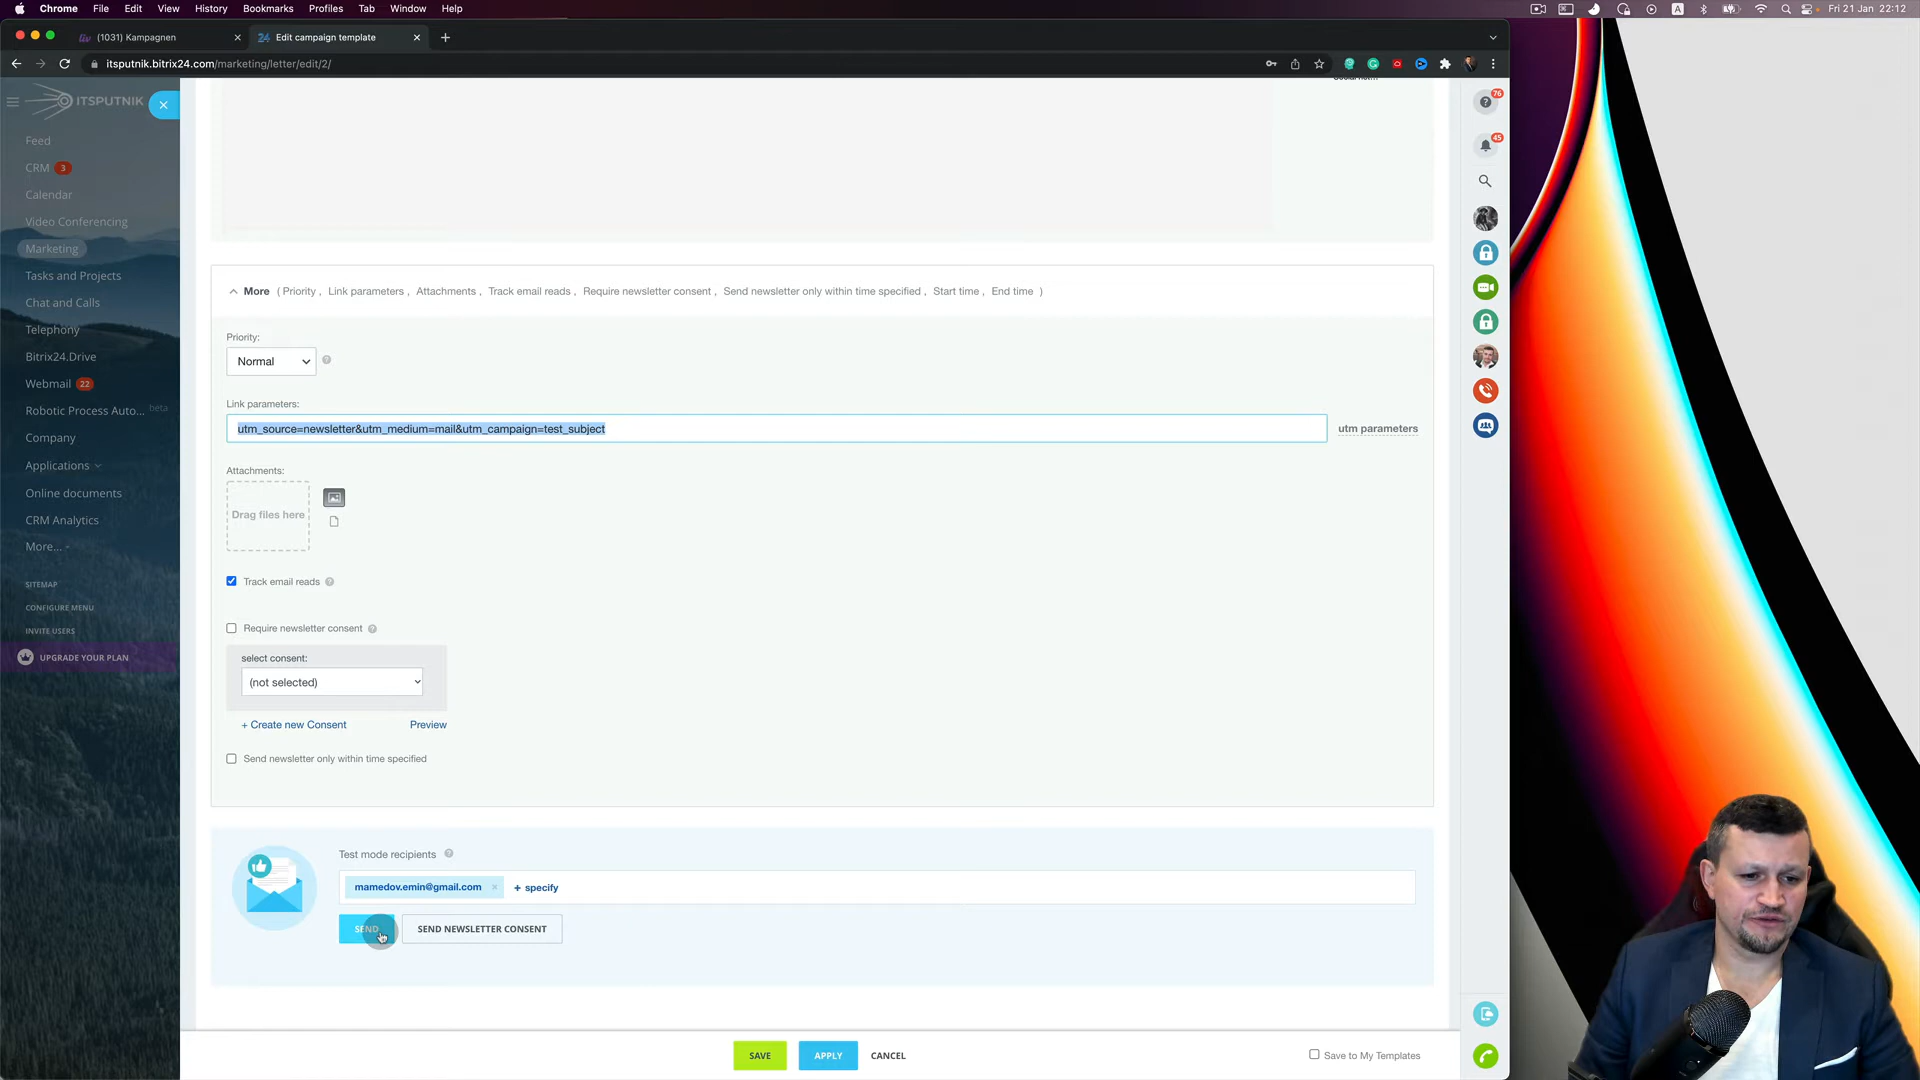 Chrome File Edit View History Bookmarks Profiles Tab Window Help
A Fri 21 Jan 22:12
liv (1031) Kampagnen
24 Edit campaign template
itsputnik.bitrix24.com/marketing/letter/edit/2/
ITSPUTNIK
76
45
Feed
CRM 3
Calendar
Video Conferencing
Marketing
Tasks and Projects
Chat and Calls
Telephony
Bitrix24.Drive
Webmail 22
Robotic Process Auto... beta
Company
Applications
Online documents
CRM Analytics
More...
SITEMAP
CONFIGURE MENU
INVITE USERS
UPGRADE YOUR PLAN
More ( Priority , Link parameters , Attachments , Track email reads , Require newsletter consent , Send newsletter only within time specified , Start time , End time )
Priority:
Normal
Link parameters:
utm_source=newsletter&utm_medium=mail&utm_campaign=test_subject
utm parameters
Attachments:
Drag files here
Track email reads
Require newsletter consent
select consent:
(not selected)
+ Create new Consent
Preview
Send newsletter only within time specified
Test mode recipients
mamedov.emin@gmail.com × + specify
SEND
SEND NEWSLETTER CONSENT
SAVE
APPLY
CANCEL
Save to My Templates